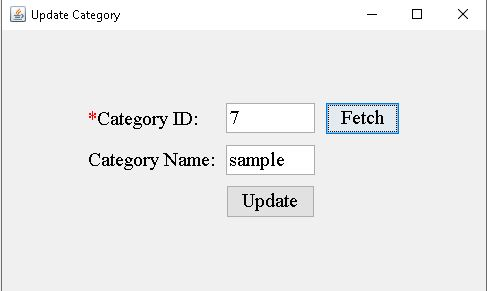 Update Category
*Category ID: 7 Fetch
Category Name: sample
Update